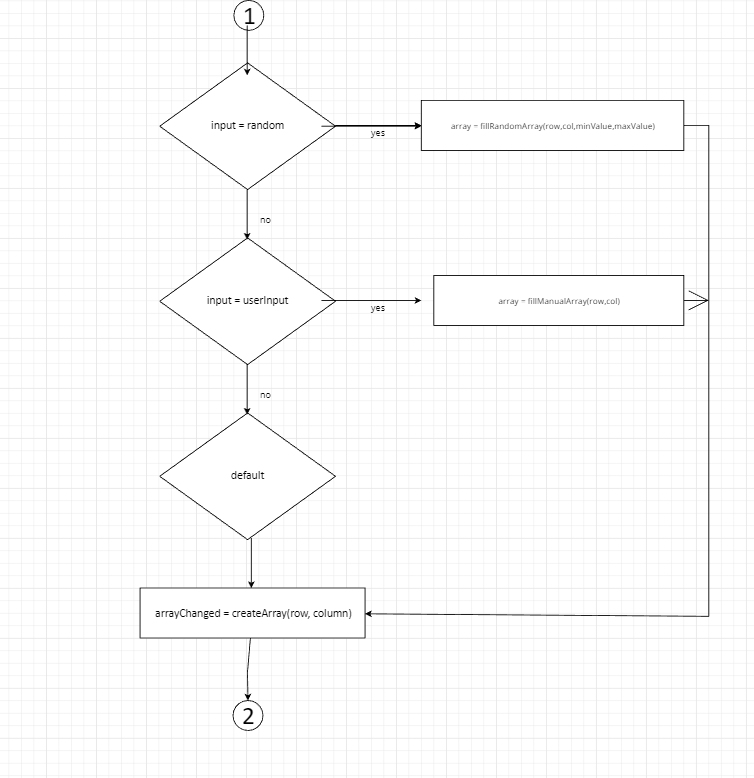 1
input = random
yes
array = fillRandomArray(row,col,minValue,maxValue)
no
input = userInput
yes
array = fillManualArray(row,col)
no
default
arrayChanged = createArray(row, column)
2